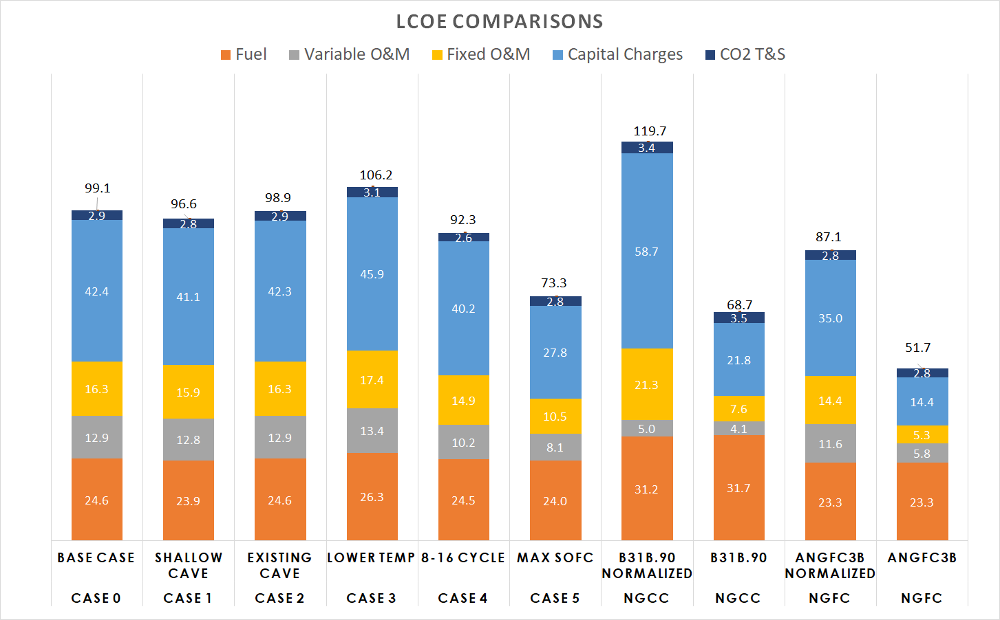 LCOE COMPARISONS
Fuel Variable O&M Fixed O&M Capital Charges CO2 T&S
99.1 96.6 98.9 106.2 92.3 73.3 119.7 68.7 87.1 51.7
2.9 2.8 2.9 3.1 2.6 2.8 3.4 3.5 2.8 2.8
42.4 41.1 42.3 45.9 40.2 27.8 58.7 21.8 35.0 14.4
16.3 15.9 16.3 17.4 14.9 10.5 21.3 7.6 14.4 5.3
12.9 12.8 12.9 13.4 10.2 8.1 5.0 4.1 11.6 5.8
24.6 23.9 24.6 26.3 24.5 24.0 31.2 31.7 23.3 23.3
BASE CASE SHALLOW EXISTING LOWER TEMP 8-16 CYCLE MAX SOFC B31B.90 B31B.90 ANGFC3B ANGFC3B
CAVE CAVE NORMALIZED NORMALIZED
CASE 0 CASE 1 CASE 2 CASE 3 CASE 4 CASE 5 NGCC NGCC NGFC NGFC